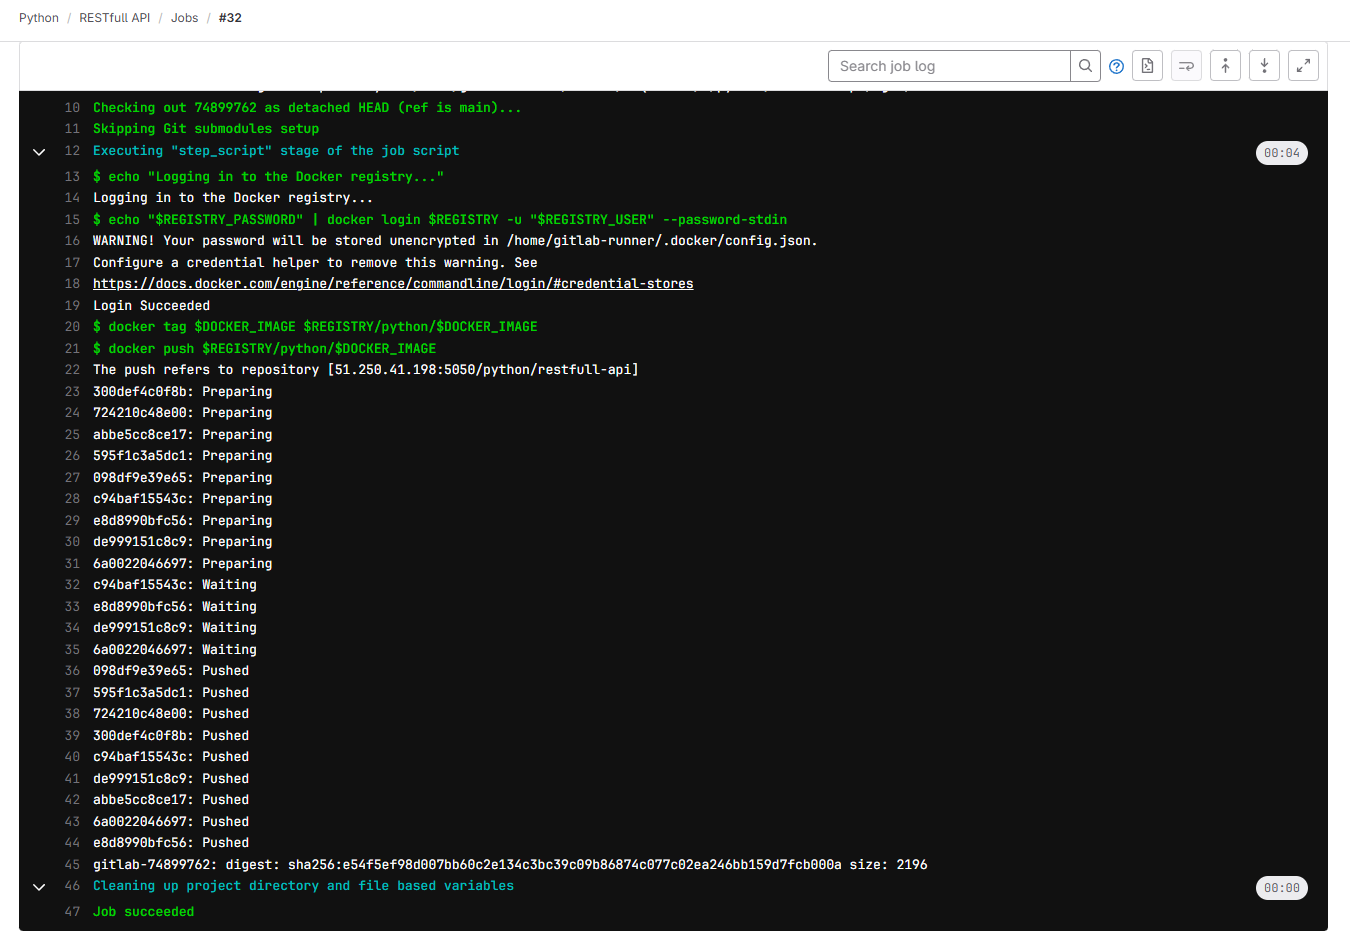 Python / RESTfull API / Jobs / #32
Search job log
10 Checking out 74899762 as detached HEAD (ref is main)...
11 Skipping Git submodules setup
12 Executing "step_script" stage of the job script 00:04
13 $ echo "Logging in to the Docker registry..."
14 Logging in to the Docker registry...
15 $ echo "$REGISTRY_PASSWORD" | docker login $REGISTRY -u "$REGISTRY_USER" --password-stdin
16 WARNING! Your password will be stored unencrypted in /home/gitlab-runner/.docker/config.json.
17 Configure a credential helper to remove this warning. See
18 https://docs.docker.com/engine/reference/commandline/login/#credential-stores
19 Login Succeeded
20 $ docker tag $DOCKER_IMAGE $REGISTRY/python/$DOCKER_IMAGE
21 $ docker push $REGISTRY/python/$DOCKER_IMAGE
22 The push refers to repository [51.250.41.198:5050/python/restfull-api]
23 300def4c0f8b: Preparing
24 724210c48e00: Preparing
25 abbe5cc8ce17: Preparing
26 595f1c3a5dc1: Preparing
27 098df9e39e65: Preparing
28 c94baf15543c: Preparing
29 e8d8990bfc56: Preparing
30 de999151c8c9: Preparing
31 6a0022046697: Preparing
32 c94baf15543c: Waiting
33 e8d8990bfc56: Waiting
34 de999151c8c9: Waiting
35 6a0022046697: Waiting
36 098df9e39e65: Pushed
37 595f1c3a5dc1: Pushed
38 724210c48e00: Pushed
39 300def4c0f8b: Pushed
40 c94baf15543c: Pushed
41 de999151c8c9: Pushed
42 abbe5cc8ce17: Pushed
43 6a0022046697: Pushed
44 e8d8990bfc56: Pushed
45 gitlab-74899762: digest: sha256:e54f5ef98d007bb60c2e134c3bc39c09b86874c077c02ea246bb159d7fcb000a size: 2196
46 Cleaning up project directory and file based variables 00:00
47 Job succeeded